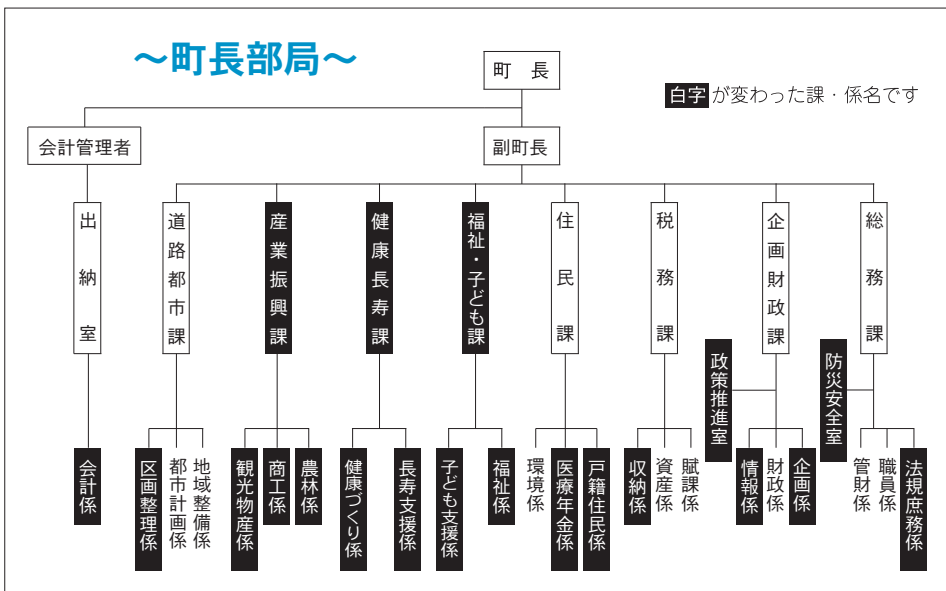 ～町長部局～
町長
白字が変わった課・係名です
会計管理者
副町長
出納室
道路都市課
産業振興課
健康長寿課
福祉・子ども課
住民課
税務課
企画財政課
総務課
政策推進室
防災安全室
会計係
区画整理係
都市計画係
地域整備係
観光物産係
商工係
農林係
健康づくり係
長寿支援係
子ども支援係
福祉係
環境係
医療年金係
戸籍住民係
収納係
資産係
賦課係
情報係
財政係
企画係
管財係
職員係
法規庶務係